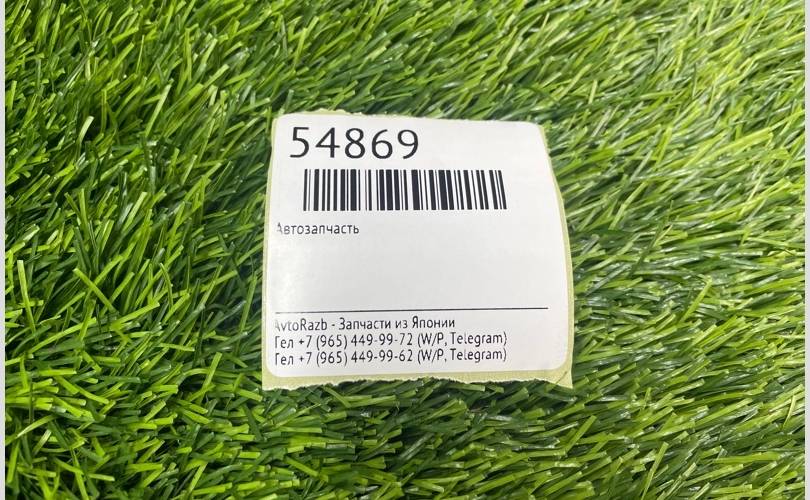 54869
Автозапчасть
AvtoRazb - Запчасти из Японии
Тел +7 (965) 449-99-72 (W/P, Telegram)
Тел +7 (965) 449-99-62 (W/P, Telegram)